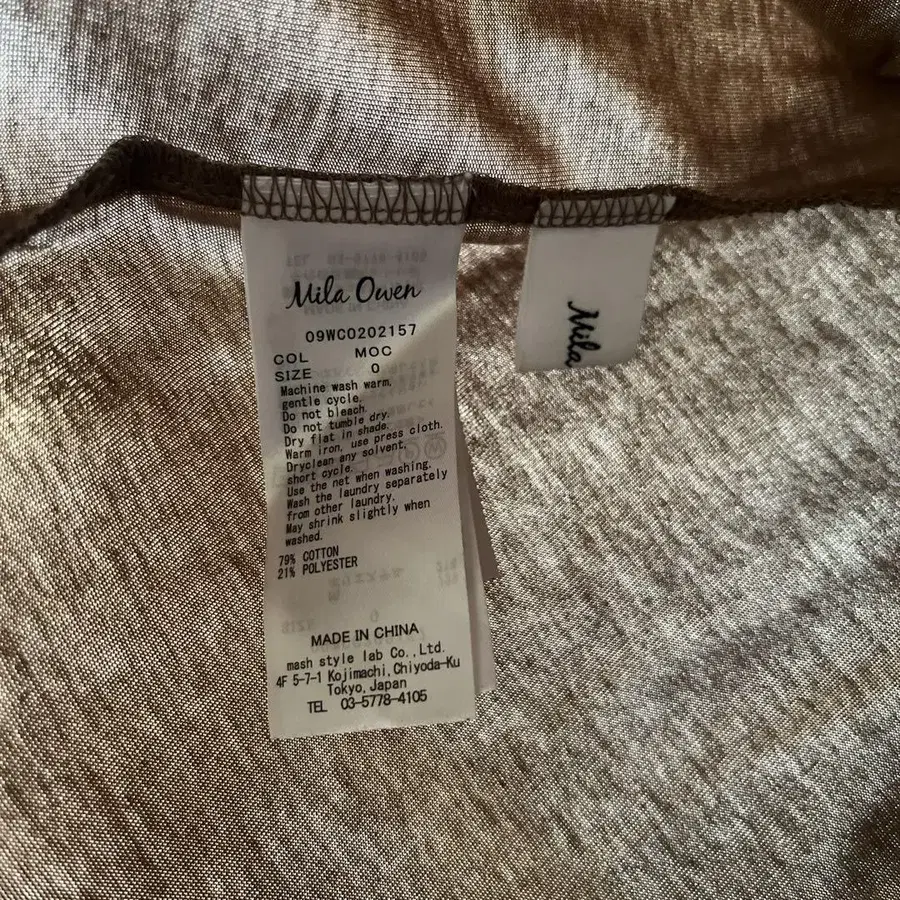 Mila Owen
09WC0202157
COL MOC
SIZE 0
Machine wash warm,
gentle cycle.
Do not bleach.
Do not tumble dry.
Dry flat in shade.
Warm iron, use press cloth.
Dryclean any solvent,
short cycle.
Use the net when washing.
Wash the laundry separately
from other laundry.
May shrink slightly when
washed.
79% COTTON
21% POLYESTER
MADE IN CHINA
mash style lab Co.,Ltd.
4F 5-7-1 Kojimachi,Chiyoda-Ku
Tokyo,Japan
TEL 03-5778-4105
Mila